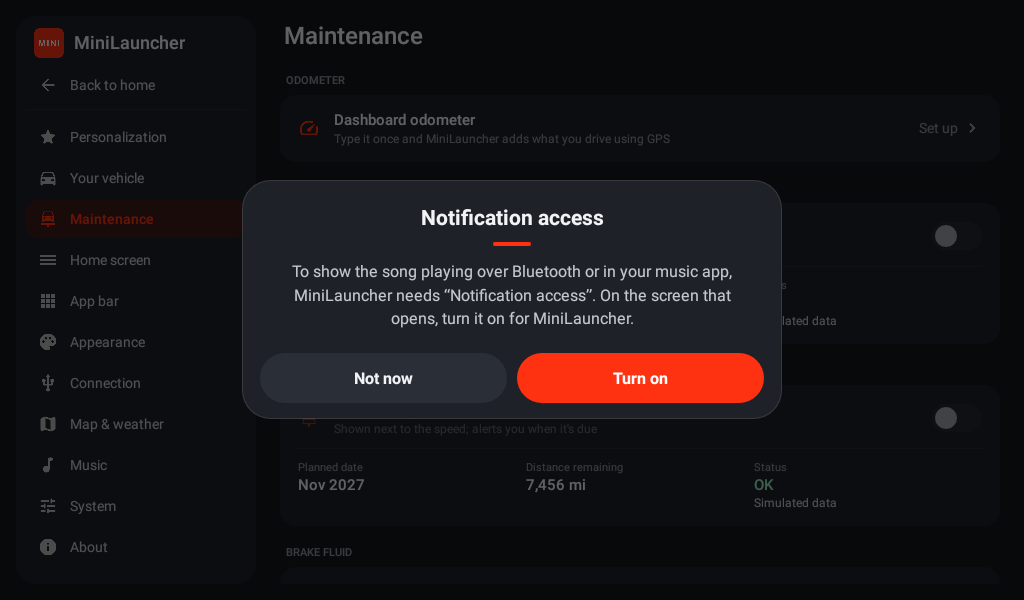 MINI
MiniLauncher
Back to home
Personalization
Your vehicle
Maintenance
Home screen
App bar
Appearance
Connection
Map & weather
Music
System
About
Maintenance
ODOMETER
Dashboard odometer
Type it once and MiniLauncher adds what you drive using GPS
Set up
Notification access
To show the song playing over Bluetooth or in your music app,
MiniLauncher needs “Notification access”. On the screen that
opens, turn it on for MiniLauncher.
Not now
Turn on
Shown next to the speed; alerts you when it's due
Planned date
Nov 2027
Distance remaining
7,456 mi
Status
OK
Simulated data
BRAKE FLUID